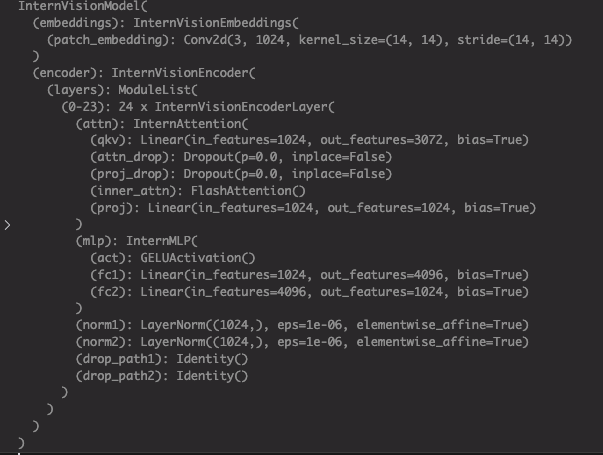 InternVisionModel(
(embeddings): InternVisionEmbeddings(
(patch_embedding): Conv2d(3, 1024, kernel_size=(14, 14), stride=(14, 14))
)
(encoder): InternVisionEncoder(
(layers): ModuleList(
(0-23): 24 x InternVisionEncoderLayer(
(attn): InternAttention(
(qkv): Linear(in_features=1024, out_features=3072, bias=True)
(attn_drop): Dropout(p=0.0, inplace=False)
(proj_drop): Dropout(p=0.0, inplace=False)
(inner_attn): FlashAttention()
(proj): Linear(in_features=1024, out_features=1024, bias=True)
)
(mlp): InternMLP(
(act): GELUActivation()
(fc1): Linear(in_features=1024, out_features=4096, bias=True)
(fc2): Linear(in_features=4096, out_features=1024, bias=True)
)
(norm1): LayerNorm((1024,), eps=1e-06, elementwise_affine=True)
(norm2): LayerNorm((1024,), eps=1e-06, elementwise_affine=True)
(drop_path1): Identity()
(drop_path2): Identity()
)
)
)
)